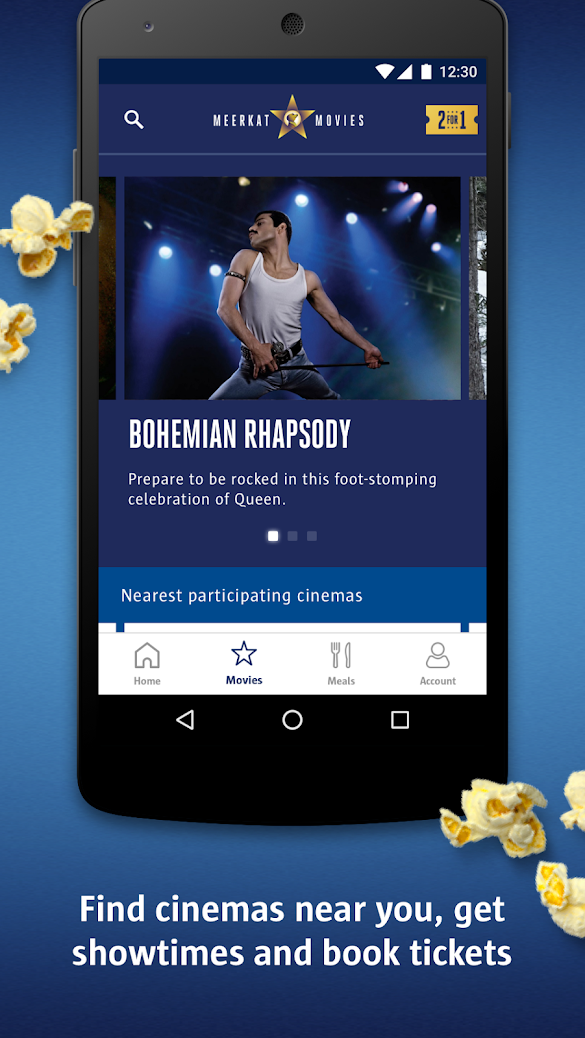 12:30
MEERKAT MOVIES
2 FOR 1
BOHEMIAN RHAPSODY
Prepare to be rocked in this foot-stomping
celebration of Queen.
Nearest participating cinemas
Home Movies Meals Account
Find cinemas near you, get
showtimes and book tickets